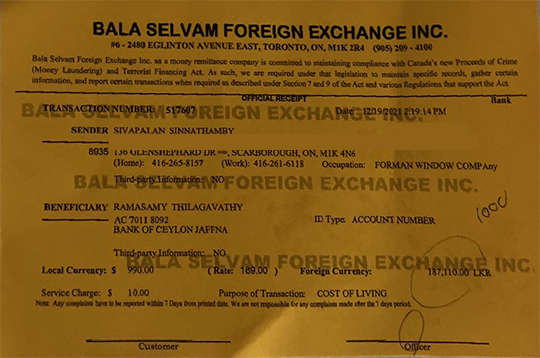 BALA SELVAM FOREIGN EXCHANGE INC.
#6 - 2480 EGLINTON AVENUE EAST, TORONTO, ON, M1K 2R4 (905) 209 - 4100
Bala Selvam Foreign Exchange Inc. as a money remittance company is committed to maintaining compliance with Canada's new Proceeds of Crime
(Money Laundering) and Terrorist Financing Act. As such, we are required under that legislation to maintain specific records, gather certain
information, and report certain transactions when required as described under Section 7 and 9 of the Act and various Regulations that support the Act
OFFICIAL RECEIPT Bank
BALA SELVAM FOREIGN EXCHANGE INC.
TRANSACTION NUMBER: 517607 Date: 12/19/2021 2:19:14 PM
SENDER SIVAPALAN SINNATHAMBY
8935 136 GLENSHEPHARD DR SCARBOROUGH, ON, M1K 4N6
(Home): 416-265-8157 (Work): 416-261-6118 Occupation: FORMAN WINDOW COMPAny
Third-party Information: NO
BALA SELVAM FOREIGN EXCHANGE INC.
BENEFICIARY RAMASAMY THILAGAVATHY
AC 7011 8092 ID Type: ACCOUNT NUMBER
BANK OF CEYLON JAFFNA
1000
Third-party Information: NO
BALA SELVAM FOREIGN EXCHANGE INC.
Local Currency: $ 990.00 (Rate: 189.00 ) Foreign Currency: 187,110.00 LKR
Service Charge: $ 10.00 Purpose of Transaction: COST OF LIVING
Note: Any complaints have to be reported within 7 Days from printed date. We are not responsible for any complaints made after the 7 days period.
Customer Officer